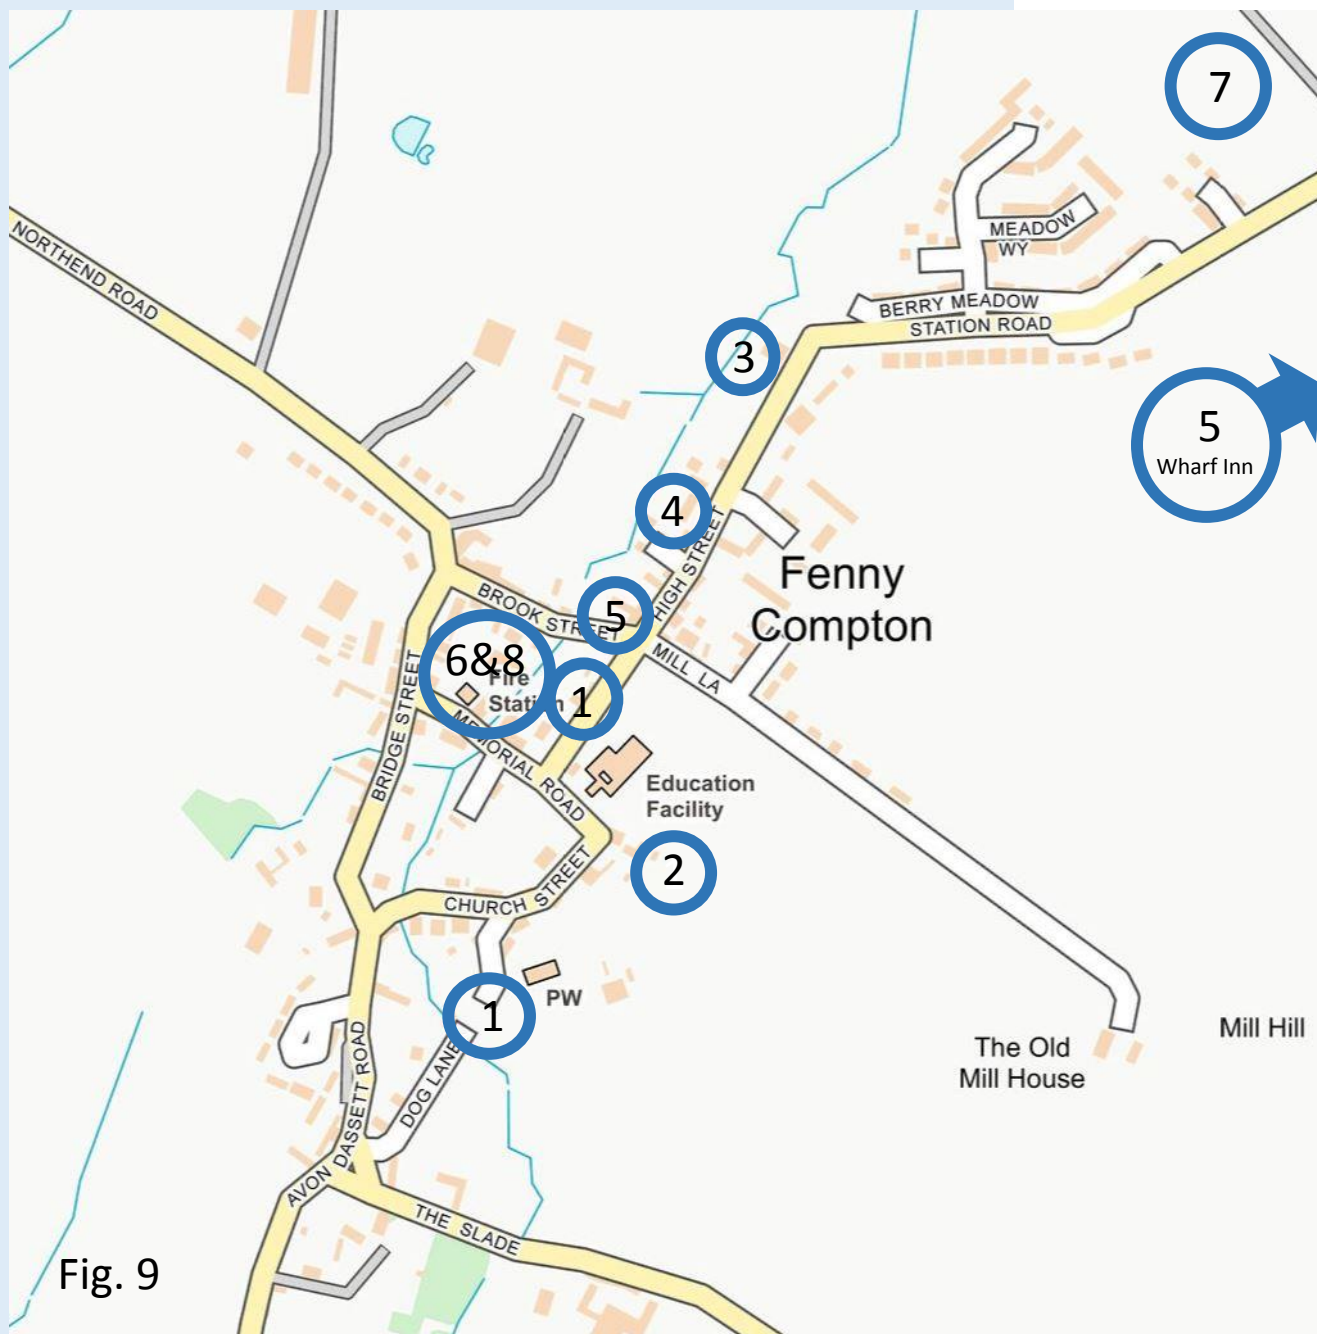 7
NORTHEND ROAD
MEADOW
WY
BERRY MEADOW
STATION ROAD
3
5
Wharf Inn
4
HIGH STREET
Fenny
Compton
BROOK STREET
5
MILL LA
6&8
Fire
Station
1
BRIDGE STREET
MEMORIAL ROAD
Education
Facility
2
CHURCH STREET
PW
1
DOG LANE
The Old
Mill House
Mill Hill
AVON DASSETT ROAD
THE SLADE
Fig. 9